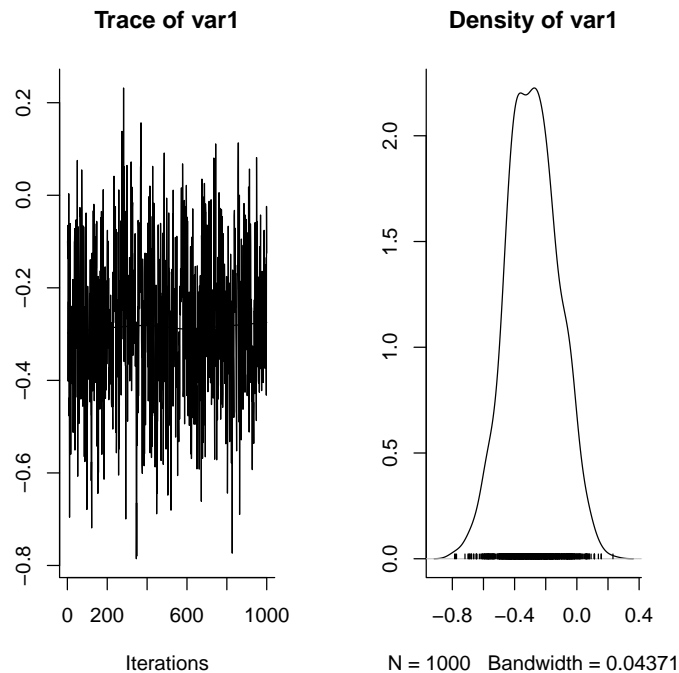 Trace of var1
0.2
0.0
−0.2
−0.4
−0.6
−0.8
0 200 600 1000
Iterations
Density of var1
2.0
1.5
1.0
0.5
0.0
−0.8 −0.4 0.0 0.4
N = 1000 Bandwidth = 0.04371